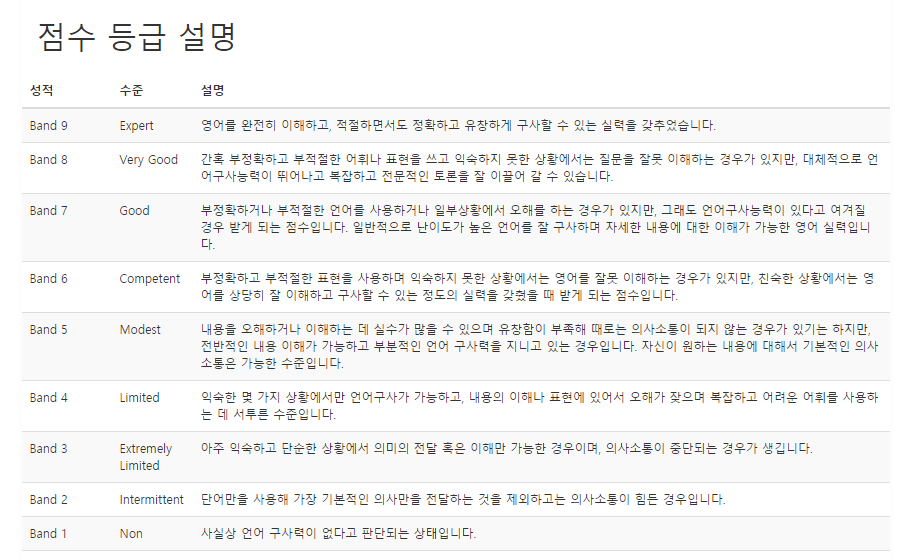 점수 등급 설명
성적 수준 설명
Band 9 Expert 영어를 완전히 이해하고, 적절하면서도 정확하고 유창하게 구사할 수 있는 실력을 갖추었습니다.
Band 8 Very Good 간혹 부정확하고 부적절한 어휘나 표현을 쓰고 익숙하지 못한 상황에서는 질문을 잘못 이해하는 경우가 있지만, 대체적으로 언
어구사능력이 뛰어나고 복잡하고 전문적인 토론을 잘 이끌어 갈 수 있습니다.
Band 7 Good 부정확하거나 부적절한 언어를 사용하거나 일부상황에서 오해를 하는 경우가 있지만, 그래도 언어구사능력이 있다고 여겨질
경우 받게 되는 점수입니다. 일반적으로 난이도가 높은 언어를 잘 구사하며 자세한 내용에 대한 이해가 가능한 영어 실력입니
다.
Band 6 Competent 부정확하고 부적절한 표현을 사용하며 익숙하지 못한 상황에서는 영어를 잘못 이해하는 경우가 있지만, 친숙한 상황에서는 영
어를 상당히 잘 이해하고 구사할 수 있는 정도의 실력을 갖췄을 때 받게 되는 점수입니다.
Band 5 Modest 내용을 오해하거나 이해하는 데 실수가 많을 수 있으며 유창함이 부족해 때로는 의사소통이 되지 않는 경우가 있기는 하지만,
전반적인 내용 이해가 가능하고 부분적인 언어 구사력을 지니고 있는 경우입니다. 자신이 원하는 내용에 대해서 기본적인 의사
소통은 가능한 수준입니다.
Band 4 Limited 익숙한 몇 가지 상황에서만 언어구사가 가능하고, 내용의 이해나 표현에 있어서 오해가 잦으며 복잡하고 어려운 어휘를 사용하
는 데 서투른 수준입니다.
Band 3 Extremely Limited 아주 익숙하고 단순한 상황에서 의미의 전달 혹은 이해만 가능한 경우이며, 의사소통이 중단되는 경우가 생깁니다.
Band 2 Intermittent 단어만을 사용해 가장 기본적인 의사만을 전달하는 것을 제외하고는 의사소통이 힘든 경우입니다.
Band 1 Non 사실상 언어 구사력이 없다고 판단되는 상태입니다.